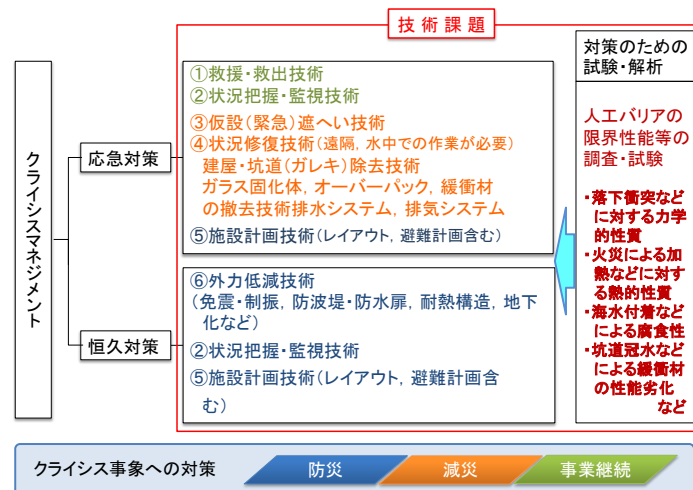 技術課題
クライシスマネジメント
応急対策
①救援・救出技術
②状況把握・監視技術
③仮設(緊急)遮へい技術
④状況修復技術(遠隔, 水中での作業が必要)
建屋・坑道(ガレキ)除去技術
ガラス固化体, オーバーパック, 緩衝材
の撤去技術排水システム, 排気システム
⑤施設計画技術(レイアウト, 避難計画含む)
恒久対策
⑥外力低減技術
(免震・制振, 防波堤・防水扉, 耐熱構造, 地下
化など)
②状況把握・監視技術
⑤施設計画技術(レイアウト, 避難計画含
む)
対策のための
試験・解析
人工バリアの
限界性能等の
調査・試験
・落下衝突など
に対する力学
的性質
・火災による加
熱などに対す
る熱的性質
・海水付着など
による腐食性
・坑道冠水など
による緩衝材
の性能劣化
など
クライシス事象への対策
防災
減災
事業継続